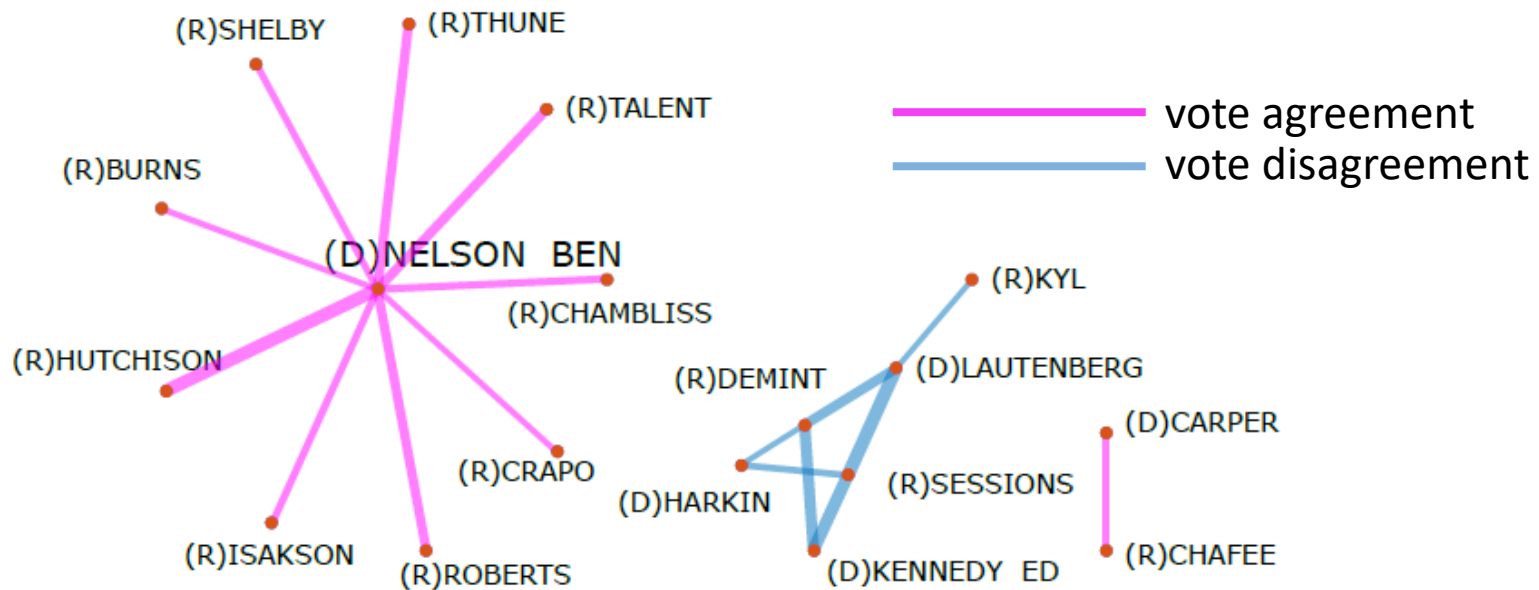 (R)SHELBY
(R)THUNE
(R)TALENT
(R)BURNS
(D)NELSON BEN
(R)CHAMBLISS
(R)HUTCHISON
(R)CRAPO
(R)ISAKSON
(R)ROBERTS
vote agreement
vote disagreement
(R)KYL
(R)DEMINT
(D)LAUTENBERG
(D)HARKIN
(R)SESSIONS
(D)KENNEDY ED
(D)CARPER
(R)CHAFEE